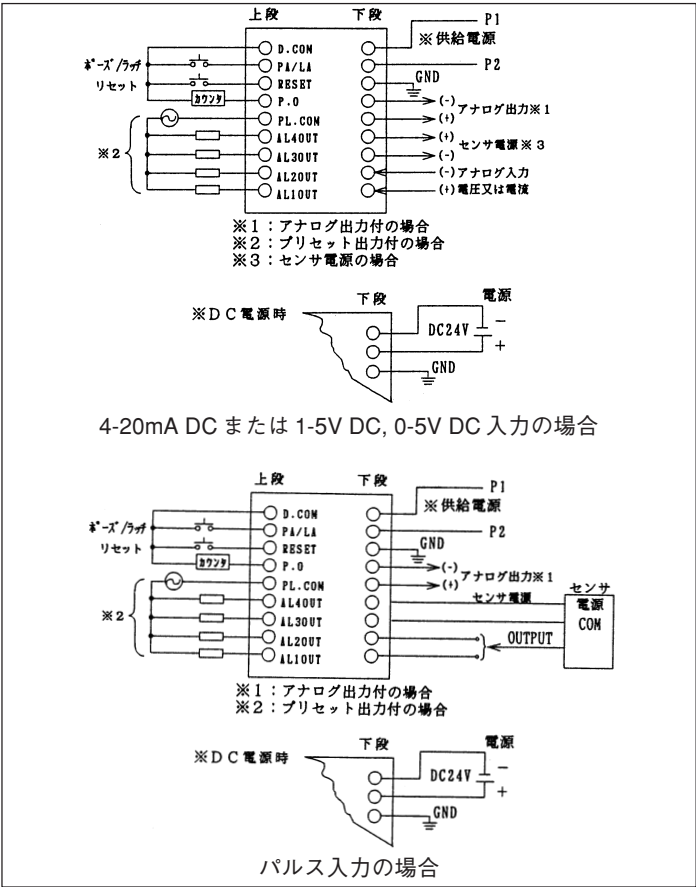 上段 下段
D.COM P1
※供給電源
ﾎﾟｰｽﾞ/ﾗｯﾁ PA/LA P2
リセット RESET GND
カウンタ P.O (-)
アナログ出力※1
PL.COM (+)
AL4OUT (+)
センサ電源※3
※2 AL3OUT (-)
AL2OUT (-)アナログ入力
AL1OUT (+)電圧又は電流
※1：アナログ出力付の場合
※2：プリセット出力付の場合
※3：センサ電源の場合
※DC電源時 下段 電源
DC24V －
＋
GND
4-20mA DC または 1-5V DC, 0-5V DC 入力の場合
上段 下段
D.COM P1
※供給電源
ﾎﾟｰｽﾞ/ﾗｯﾁ PA/LA P2
リセット RESET GND
カウンタ P.O (-)
アナログ出力※1
PL.COM (+)
センサ電源 センサ
AL4OUT 電源
※2 AL3OUT COM
AL2OUT OUTPUT
AL1OUT
※1：アナログ出力付の場合
※2：プリセット出力付の場合
※DC電源時 下段 電源
DC24V －
＋
GND
パルス入力の場合